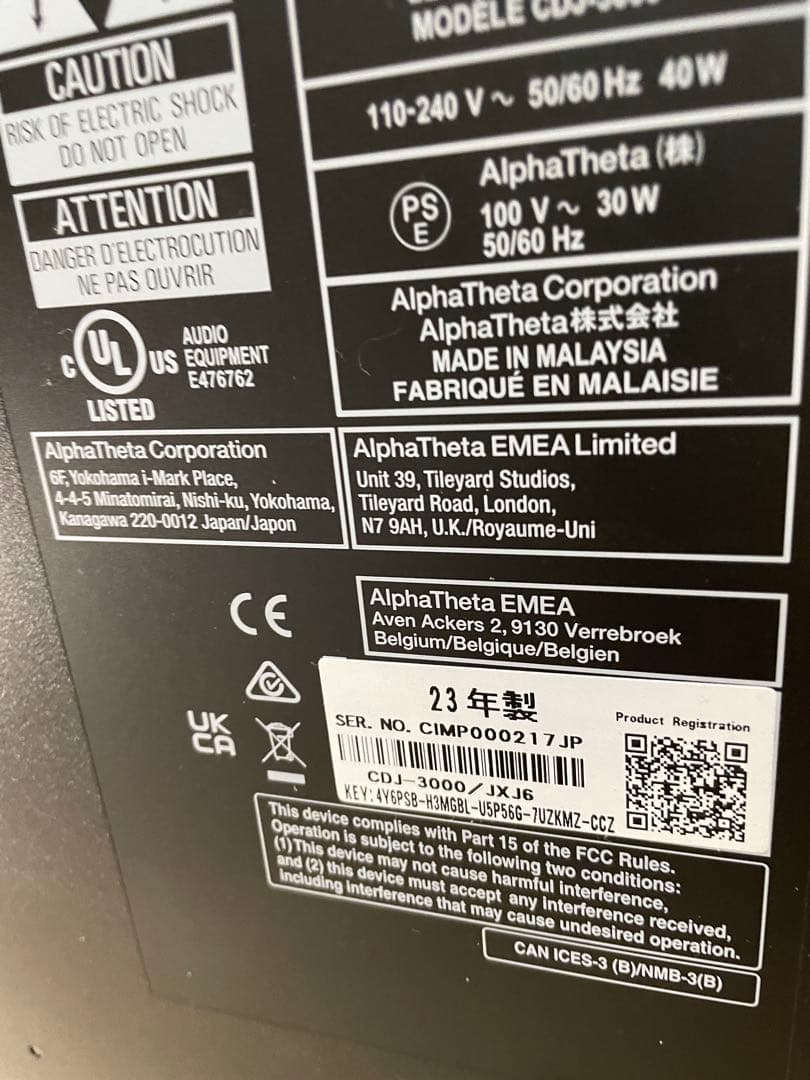 CAUTION
RISK OF ELECTRIC SHOCK
DO NOT OPEN
ATTENTION
DANGER D'ELECTROCUTION
NE PAS OUVRIR
C UL US
LISTED
AUDIO
EQUIPMENT
E476762
MODÈLE CDJ-3000
110-240 V ~ 50/60 Hz 40W
PS
E
AlphaTheta (株)
100 V ~ 30W
50/60 Hz
AlphaTheta Corporation
AlphaTheta株式会社
MADE IN MALAYSIA
FABRIQUÉ EN MALAISIE
AlphaTheta Corporation
6F, Yokohama i-Mark Place,
4-4-5 Minatomirai, Nishi-ku, Yokohama,
Kanagawa 220-0012 Japan/Japon
AlphaTheta EMEA Limited
Unit 39, Tileyard Studios,
Tileyard Road, London,
N7 9AH, U.K./Royaume-Uni
CE
AlphaTheta EMEA
Aven Ackers 2, 9130 Verrebroek
Belgium/Belgique/Belgien
UK
CA
23 年製
SER. NO. CIMP000217JP
CDJ-3000/JXJ6
KEY:4Y6PSB-H3MGBL-U5P56G-7UZKMZ-CCZ
Product Registration
This device complies with Part 15 of the FCC Rules.
Operation is subject to the following two conditions:
(1)This device may not cause harmful interference,
and (2) this device must accept any interference received,
including interference that may cause undesired operation.
CAN ICES-3 (B)/NMB-3(B)